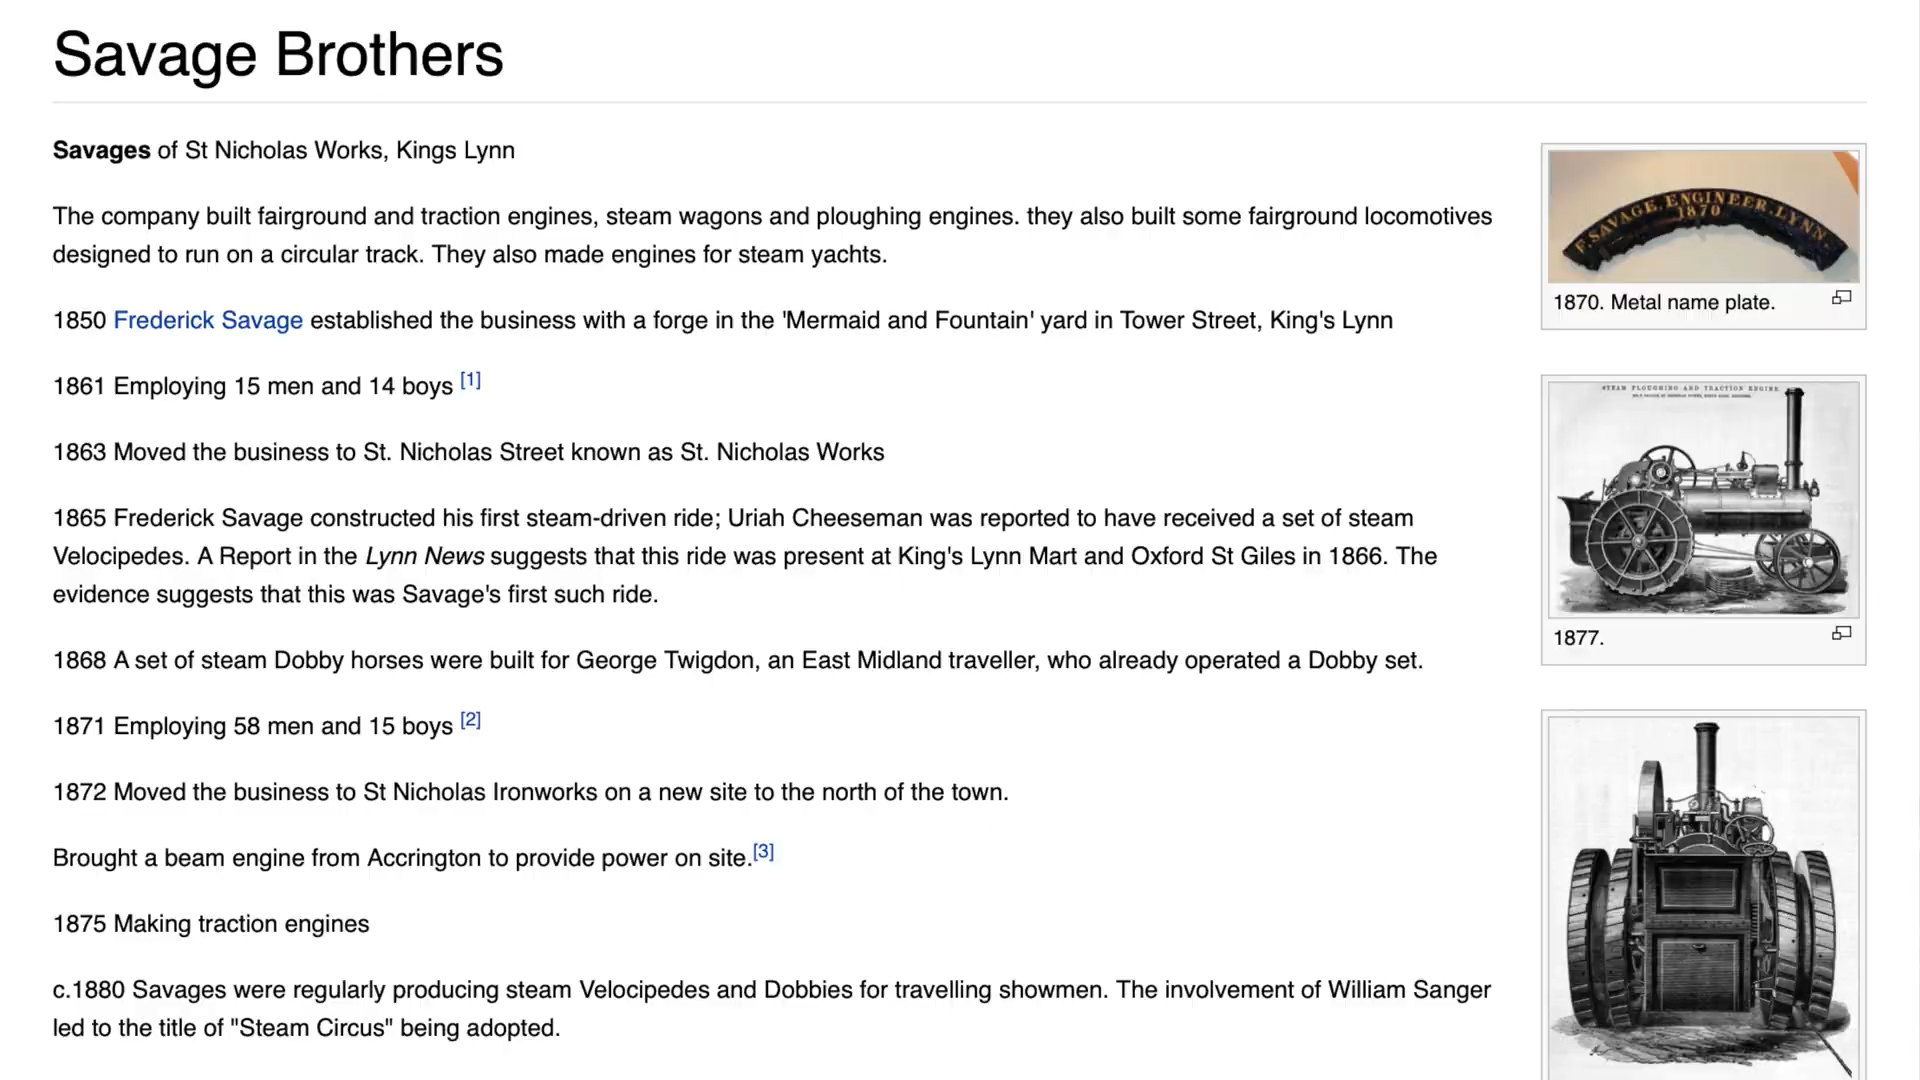 Savage Brothers
Savages of St Nicholas Works, Kings Lynn
The company built fairground and traction engines, steam wagons and ploughing engines. they also built some fairground locomotives
designed to run on a circular track. They also made engines for steam yachts.
1850 Frederick Savage established the business with a forge in the 'Mermaid and Fountain' yard in Tower Street, King's Lynn
1861 Employing 15 men and 14 boys [1]
1863 Moved the business to St. Nicholas Street known as St. Nicholas Works
1865 Frederick Savage constructed his first steam-driven ride; Uriah Cheeseman was reported to have received a set of steam
Velocipedes. A Report in the Lynn News suggests that this ride was present at King's Lynn Mart and Oxford St Giles in 1866. The
evidence suggests that this was Savage's first such ride.
1868 A set of steam Dobby horses were built for George Twigdon, an East Midland traveller, who already operated a Dobby set.
1871 Employing 58 men and 15 boys [2]
1872 Moved the business to St Nicholas Ironworks on a new site to the north of the town.
Brought a beam engine from Accrington to provide power on site.[3]
1875 Making traction engines
c.1880 Savages were regularly producing steam Velocipedes and Dobbies for travelling showmen. The involvement of William Sanger
led to the title of "Steam Circus" being adopted.
F. SAVAGE. ENGINEER. LYNN
1870
1870. Metal name plate.
STEAM PLOUGHING AND TRACTION ENGINE
1877.